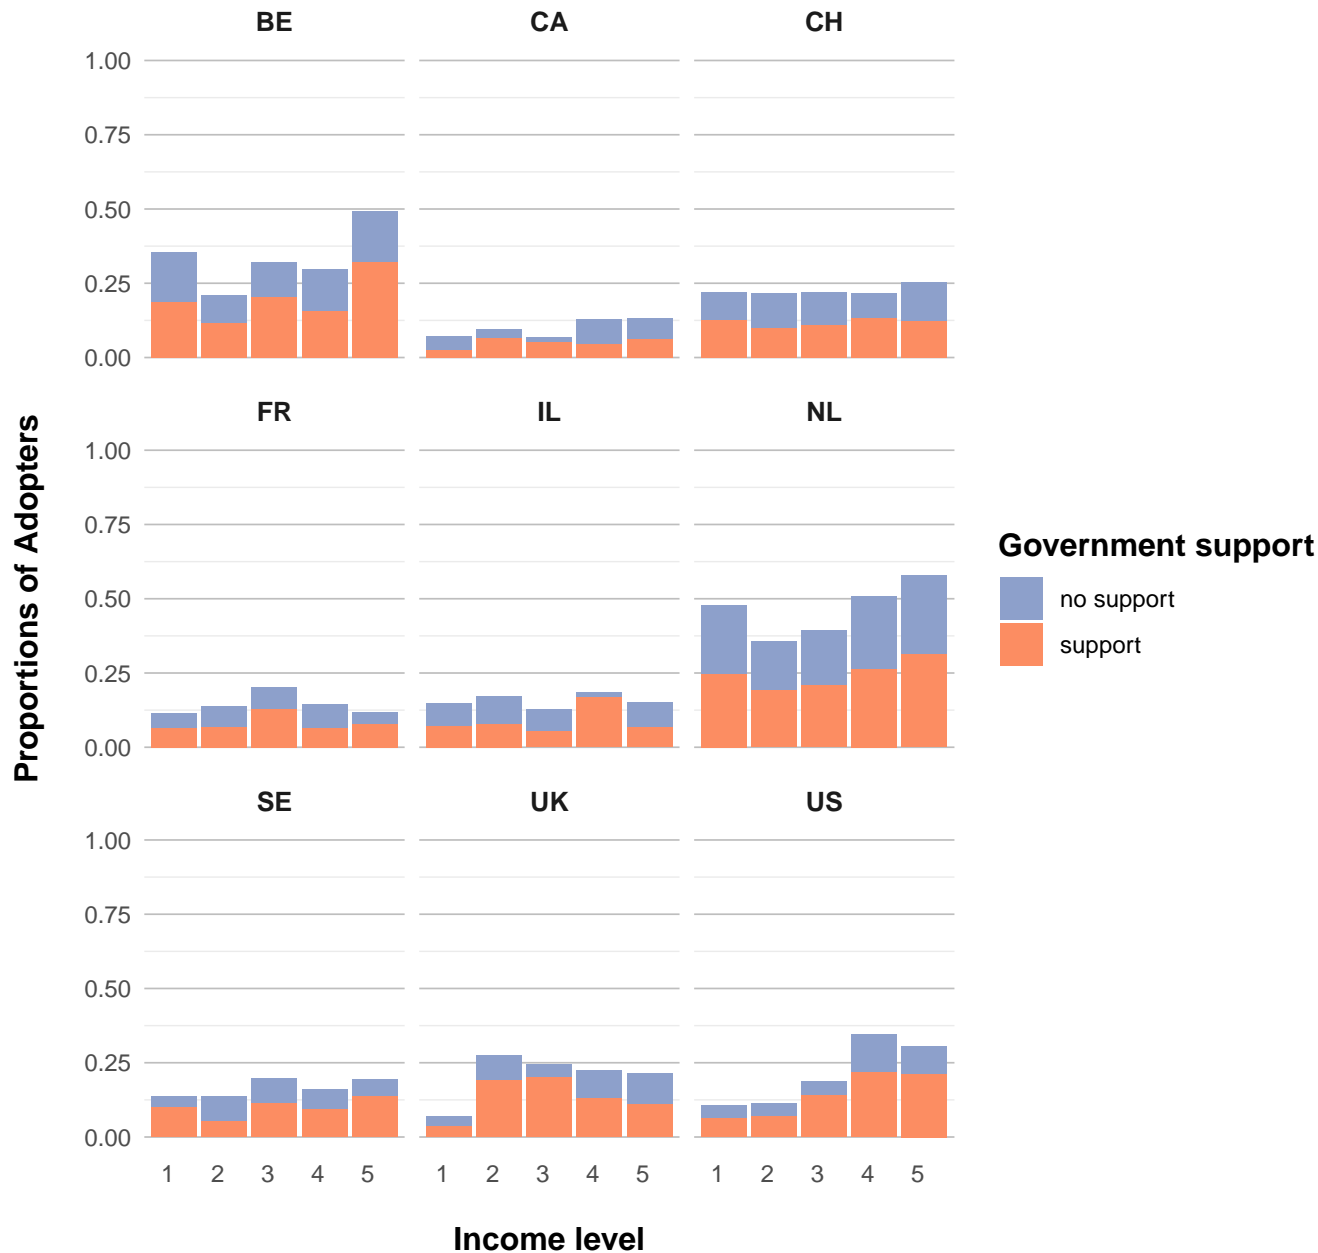 BE CA CH
1.00
0.75
0.50
0.25
0.00
FR IL NL
1.00
0.75
0.50
0.25
0.00
SE UK US
1.00
0.75
0.50
0.25
0.00
1 2 3 4 5 1 2 3 4 5 1 2 3 4 5
Income level
Proportions of Adopters
Government support
no support
support